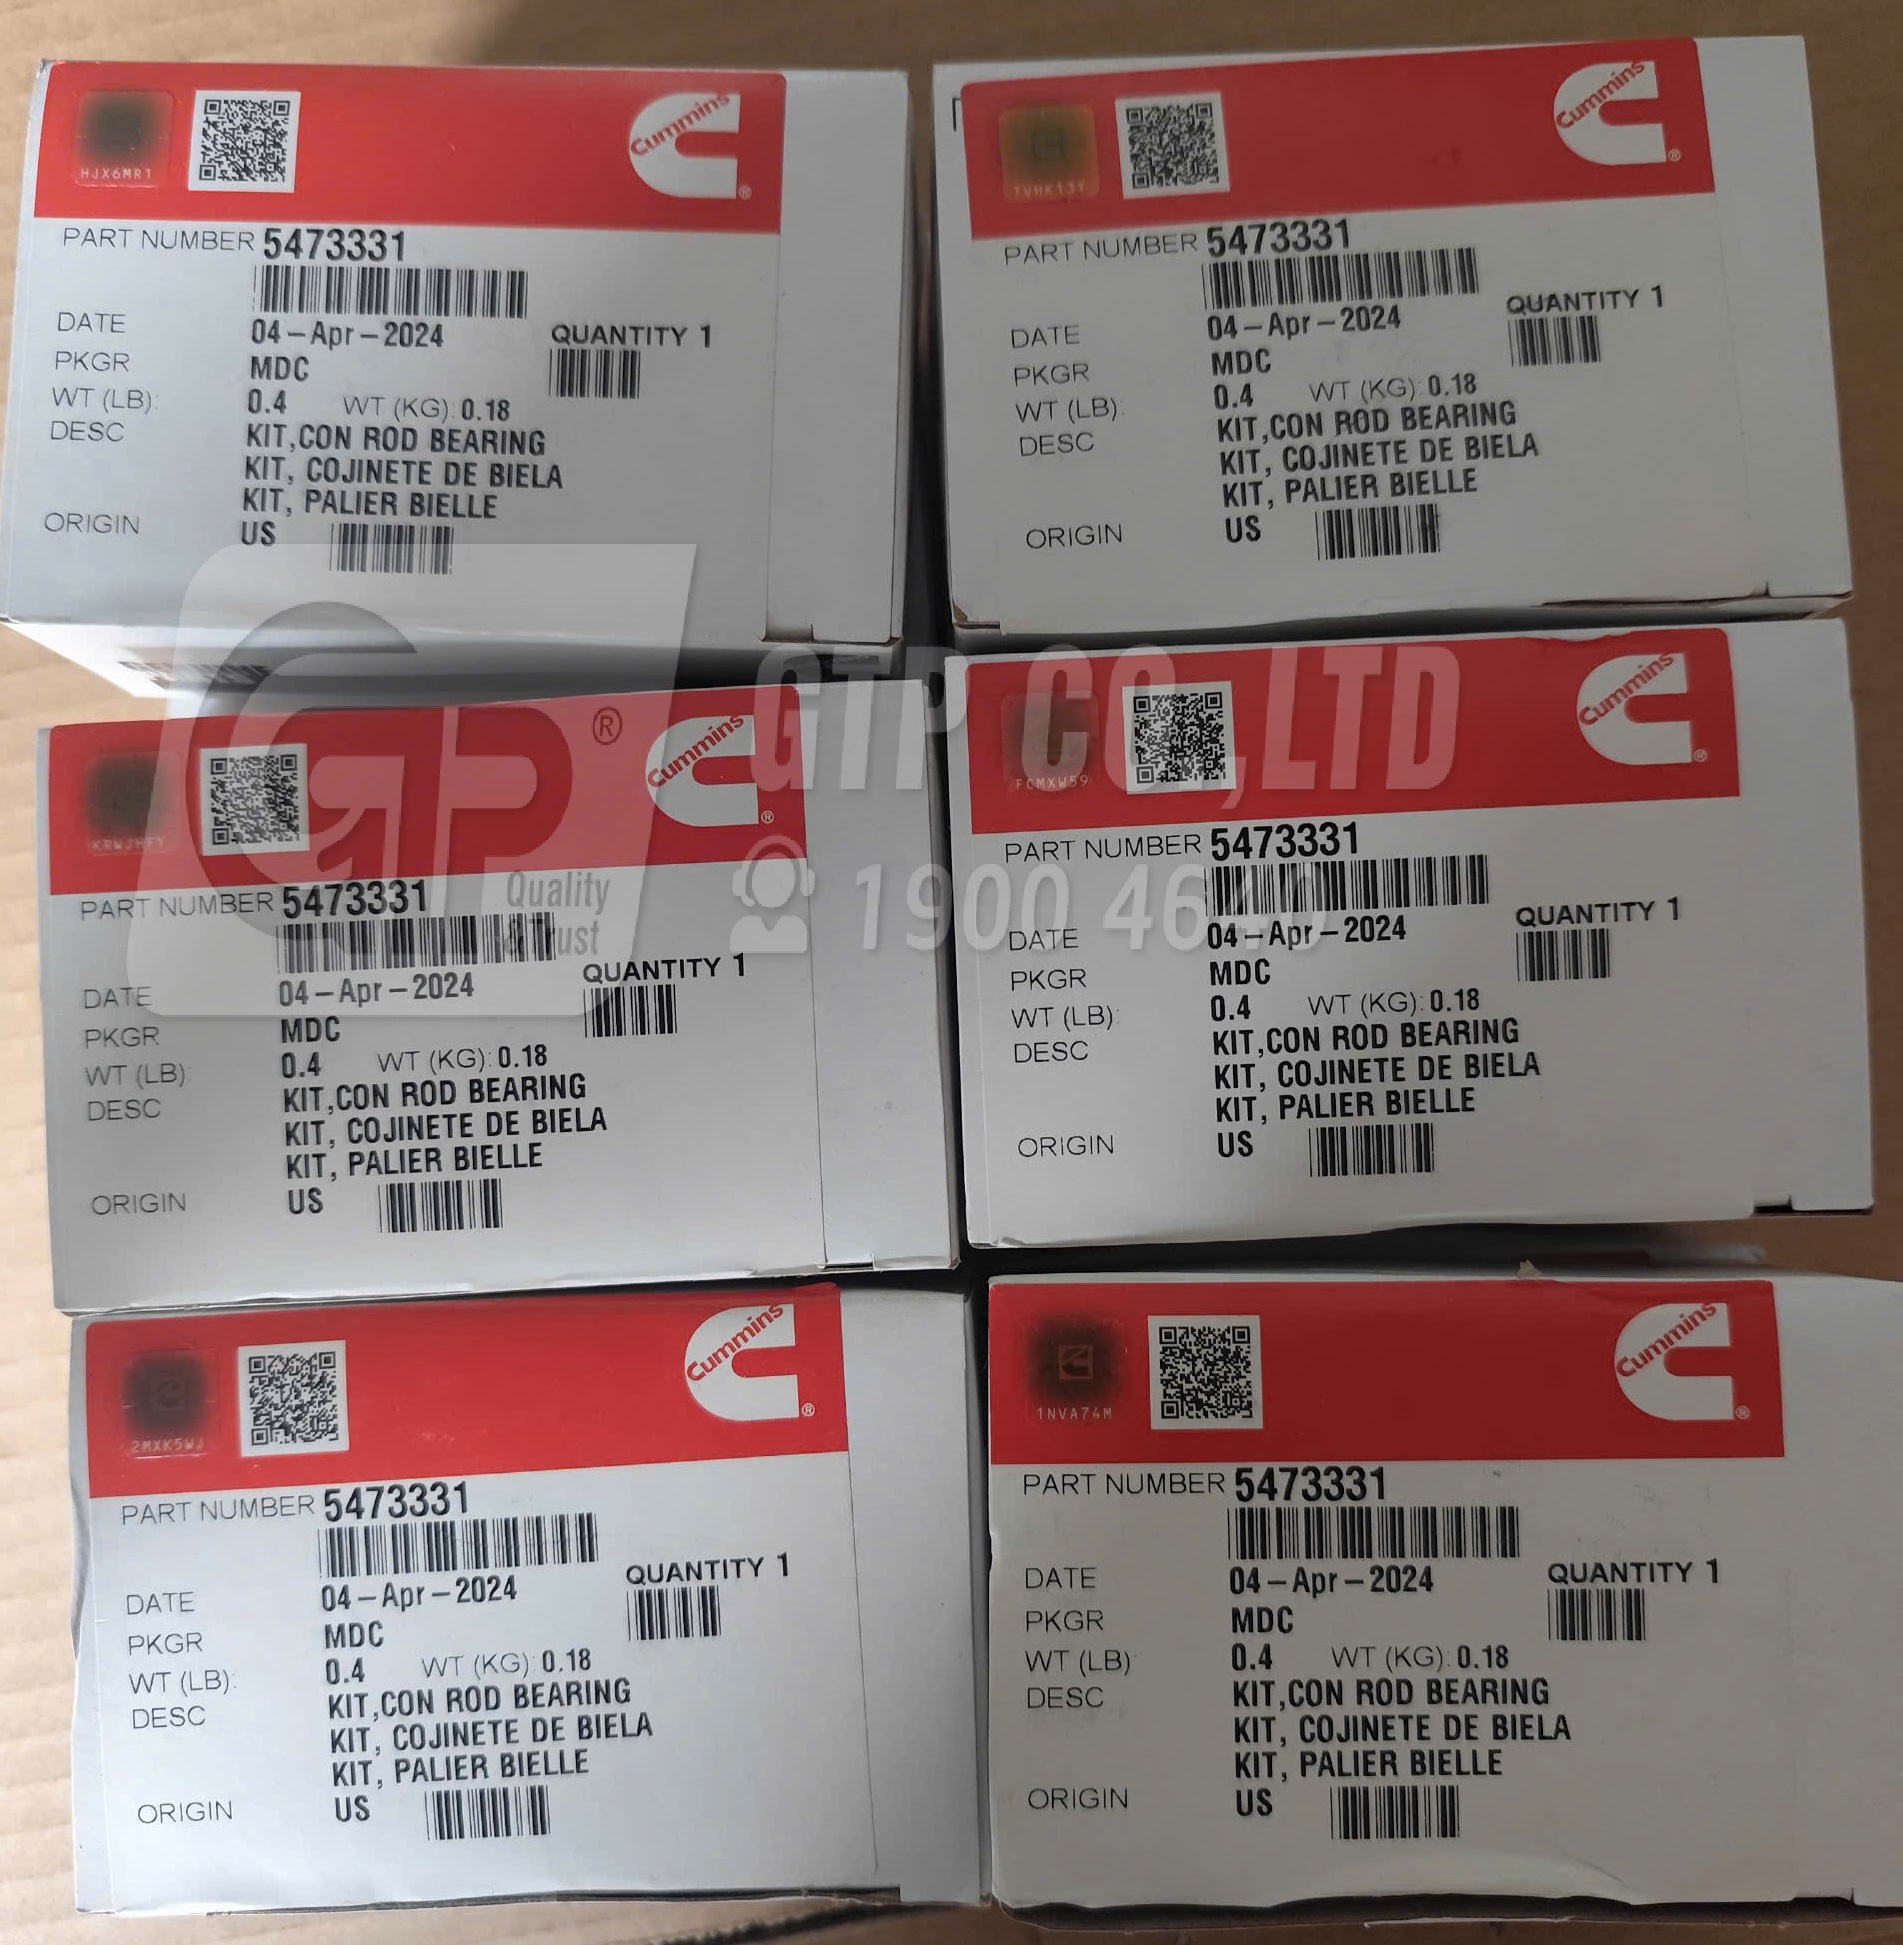 Cummins
HJX6MR1
PART NUMBER 5473331
DATE 04-Apr-2024 QUANTITY 1
PKGR MDC
WT (LB): 0.4 WT (KG): 0.18
DESC KIT,CON ROD BEARING
KIT, COJINETE DE BIELA
KIT, PALIER BIELLE
ORIGIN US
Cummins
PART NUMBER 5473331
DATE 04-Apr-2024 QUANTITY 1
PKGR MDC
WT (LB): 0.4 WT (KG): 0.18
DESC KIT,CON ROD BEARING
KIT, COJINETE DE BIELA
KIT, PALIER BIELLE
ORIGIN US
GTP CO.,LTD
1900 4640
GP®
Quality
& Trust
Cummins
PART NUMBER 5473331
DATE 04-Apr-2024 QUANTITY 1
PKGR MDC
WT (LB): 0.4 WT (KG): 0.18
DESC KIT,CON ROD BEARING
KIT, COJINETE DE BIELA
KIT, PALIER BIELLE
ORIGIN US
Cummins
FCMXW59
PART NUMBER 5473331
DATE 04-Apr-2024 QUANTITY 1
PKGR MDC
WT (LB): 0.4 WT (KG): 0.18
DESC KIT,CON ROD BEARING
KIT, COJINETE DE BIELA
KIT, PALIER BIELLE
ORIGIN US
Cummins
2MXK5WJ
PART NUMBER 5473331
DATE 04-Apr-2024 QUANTITY 1
PKGR MDC
WT (LB): 0.4 WT (KG): 0.18
DESC KIT,CON ROD BEARING
KIT, COJINETE DE BIELA
KIT, PALIER BIELLE
ORIGIN US
Cummins
1NVA74M
PART NUMBER 5473331
DATE 04-Apr-2024 QUANTITY 1
PKGR MDC
WT (LB) 0.4 WT (KG): 0.18
DESC KIT,CON ROD BEARING
KIT, COJINETE DE BIELA
KIT, PALIER BIELLE
ORIGIN US